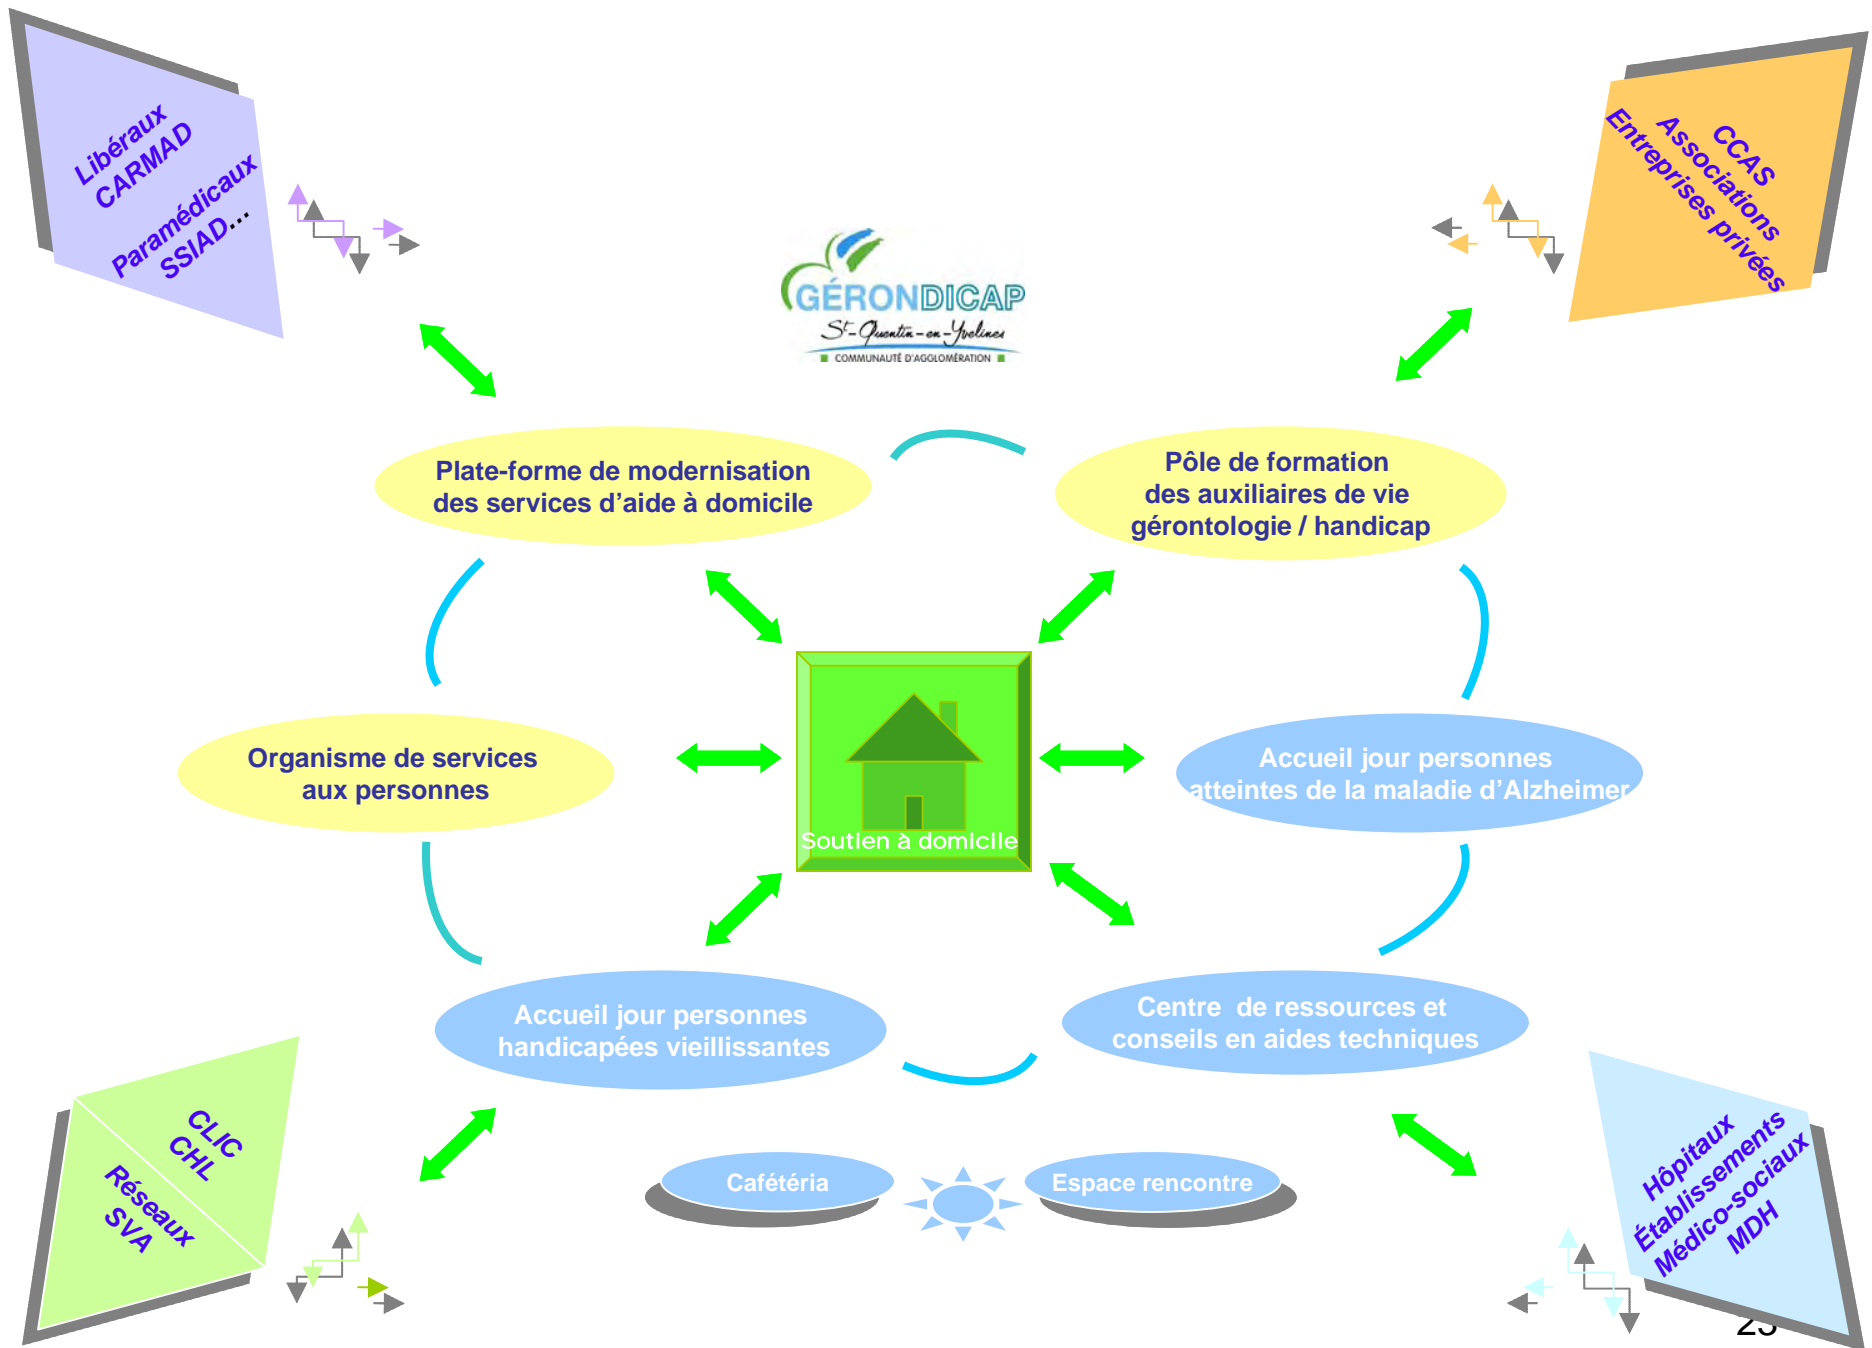 Libéraux
CARMAD
Paramédicaux
SSIAD…
CCAS
Associations
Entreprises privées
GÉRONDICAP
St-Quentin-en-Yvelines
COMMUNAUTÉ D'AGGLOMÉRATION
Plate-forme de modernisation
des services d’aide à domicile
Pôle de formation
des auxiliaires de vie
gérontologie / handicap
Organisme de services
aux personnes
Soutien à domicile
Accueil jour personnes
atteintes de la maladie d’Alzheimer
Accueil jour personnes
handicapées vieillissantes
Centre de ressources et
conseils en aides techniques
CLIC
CHL
Réseaux
SVA
Cafétéria
Espace rencontre
Hôpitaux
Établissements
Médico-sociaux
MDH